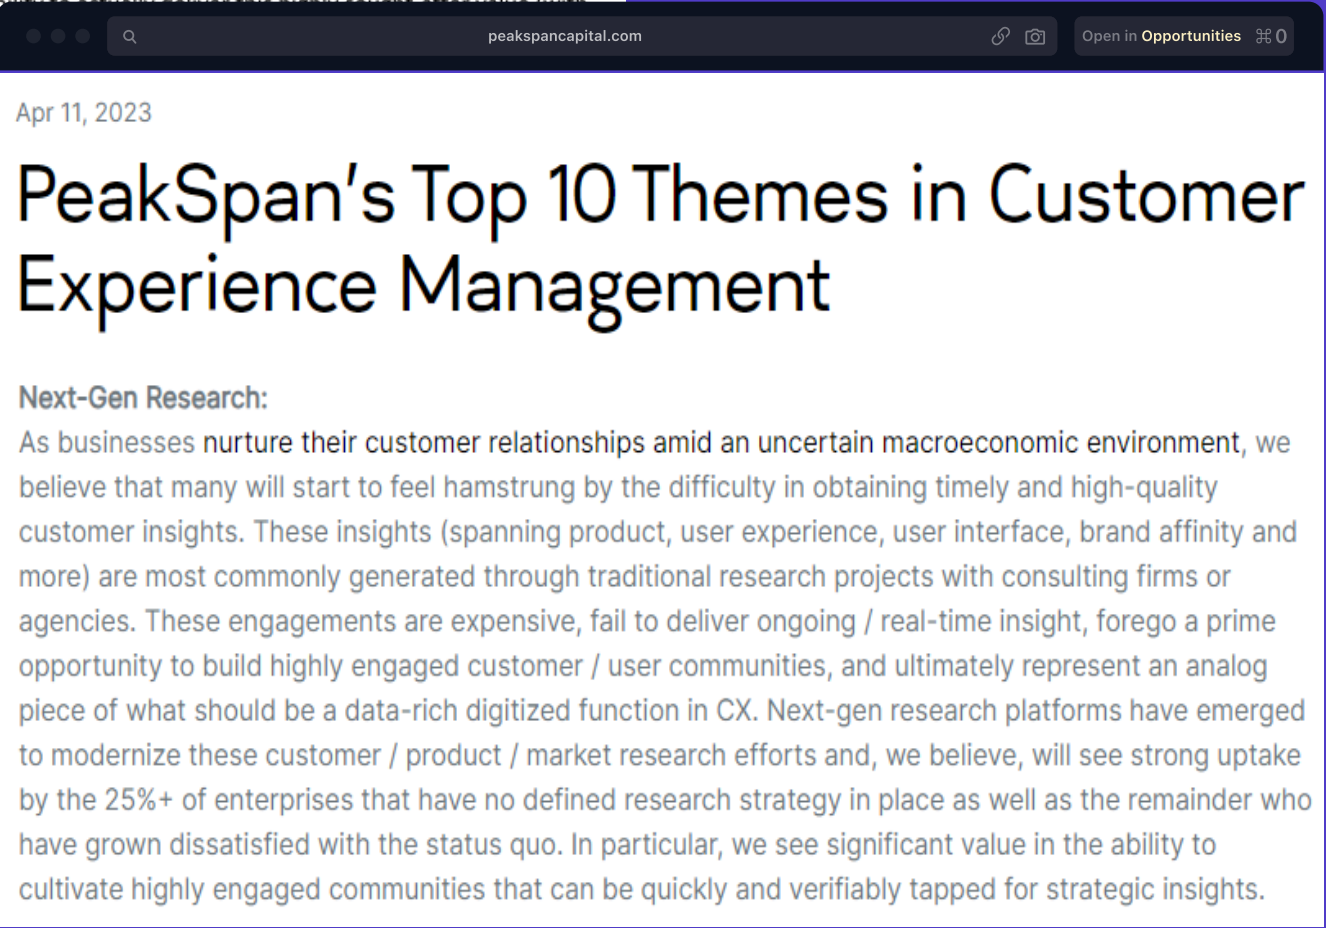 peakspancapital.com
Open in Opportunities ⌘0
Apr 11, 2023
PeakSpan's Top 10 Themes in Customer
Experience Management
Next-Gen Research:
As businesses nurture their customer relationships amid an uncertain macroeconomic environment, we
believe that many will start to feel hamstrung by the difficulty in obtaining timely and high-quality
customer insights. These insights (spanning product, user experience, user interface, brand affinity and
more) are most commonly generated through traditional research projects with consulting firms or
agencies. These engagements are expensive, fail to deliver ongoing / real-time insight, forego a prime
opportunity to build highly engaged customer / user communities, and ultimately represent an analog
piece of what should be a data-rich digitized function in CX. Next-gen research platforms have emerged
to modernize these customer / product / market research efforts and, we believe, will see strong uptake
by the 25%+ of enterprises that have no defined research strategy in place as well as the remainder who
have grown dissatisfied with the status quo. In particular, we see significant value in the ability to
cultivate highly engaged communities that can be quickly and verifiably tapped for strategic insights.